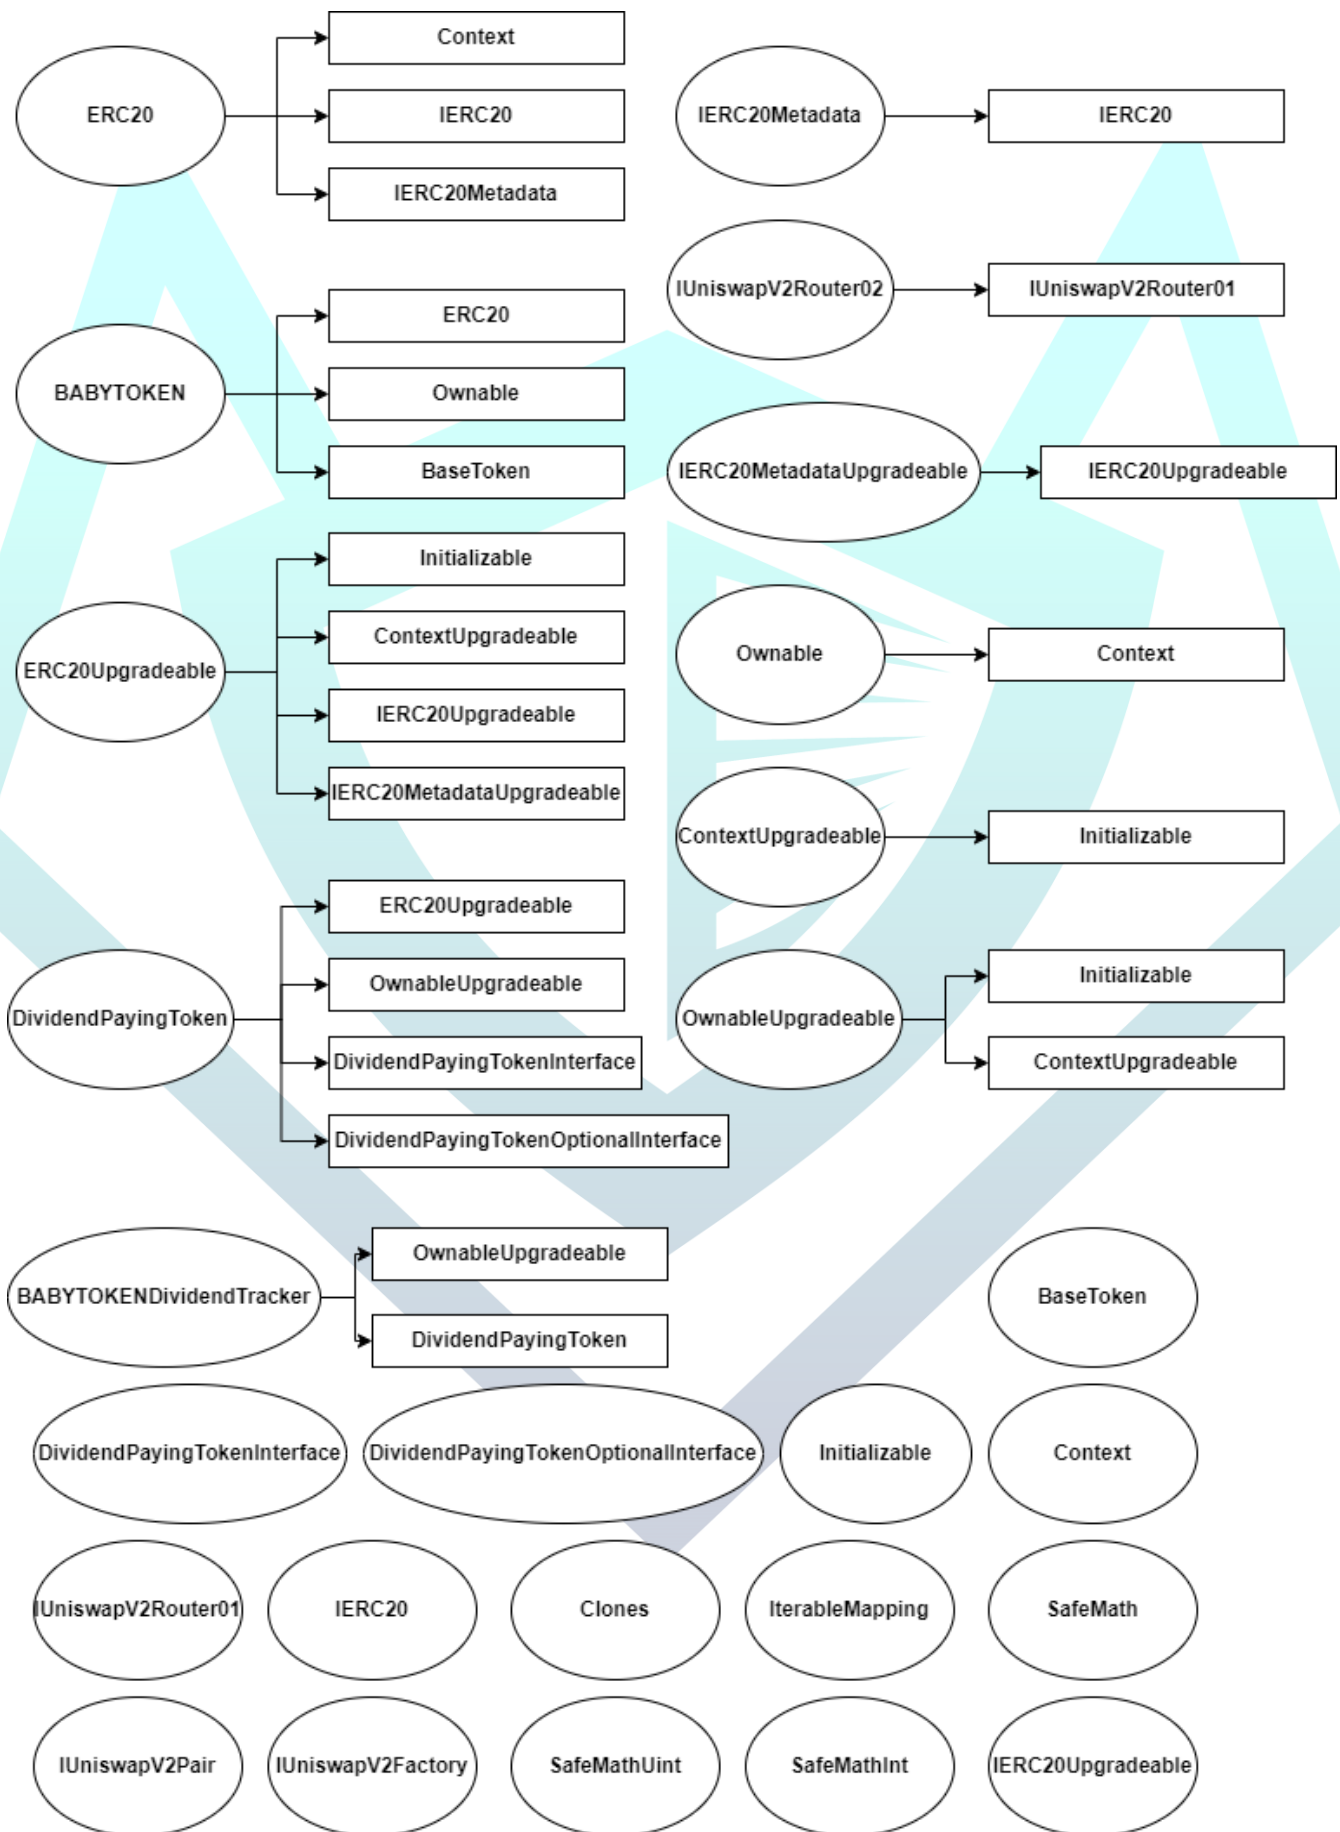 ERC20
Context
IERC20
IERC20Metadata
IERC20Metadata
IERC20
IUniswapV2Router02
IUniswapV2Router01
BABYTOKEN
ERC20
Ownable
BaseToken
IERC20MetadataUpgradeable
IERC20Upgradeable
ERC20Upgradeable
Initializable
ContextUpgradeable
IERC20Upgradeable
IERC20MetadataUpgradeable
Ownable
Context
ContextUpgradeable
Initializable
DividendPayingToken
ERC20Upgradeable
OwnableUpgradeable
DividendPayingTokenInterface
DividendPayingTokenOptionalInterface
OwnableUpgradeable
Initializable
ContextUpgradeable
BABYTOKENDividendTracker
OwnableUpgradeable
DividendPayingToken
BaseToken
DividendPayingTokenInterface
DividendPayingTokenOptionalInterface
Initializable
Context
IUniswapV2Router01
IERC20
Clones
IterableMapping
SafeMath
IUniswapV2Pair
IUniswapV2Factory
SafeMathUint
SafeMathInt
IERC20Upgradeable